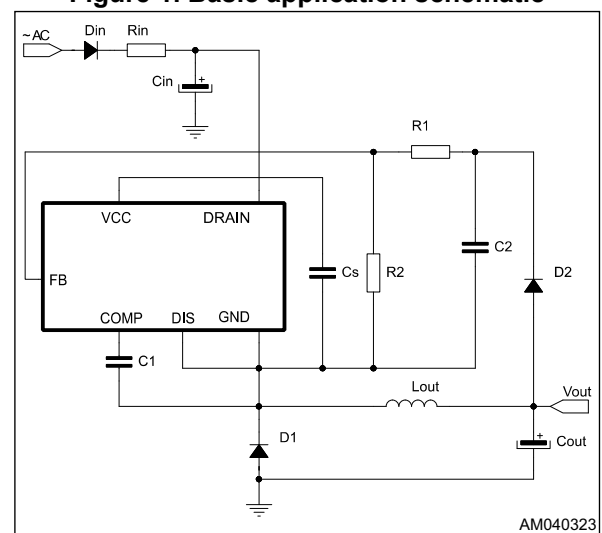 Figure 1. Basic application schematic
~AC
Din
Rin
Cin
+
R1
VCC
DRAIN
C2
Cs
R2
D2
FB
COMP
DIS
GND
C1
Lout
Vout
D1
+
Cout
AM040323